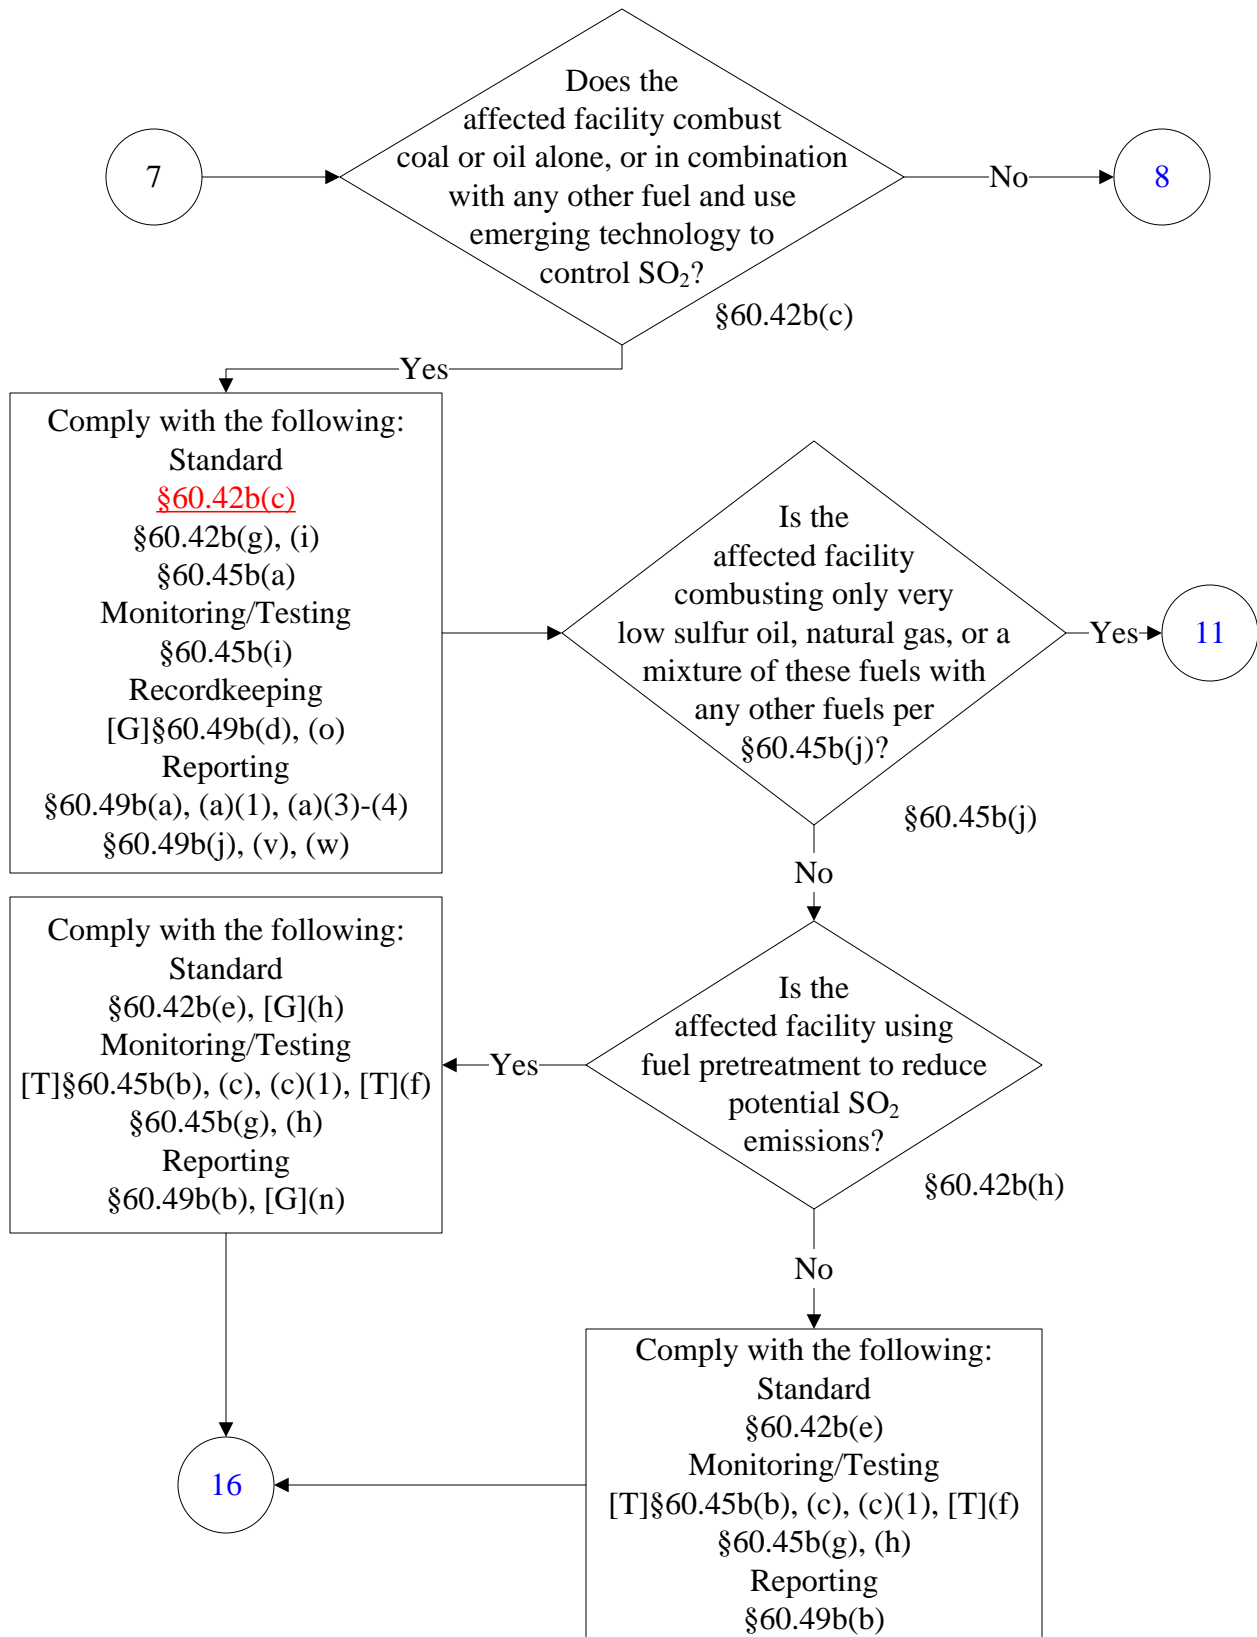 7
Does the
affected facility combust
coal or oil alone, or in combination
with any other fuel and use
emerging technology to
control SO₂?
No
8
§60.42b(c)
Yes
Comply with the following:
Standard
§60.42b(c)
§60.42b(g), (i)
§60.45b(a)
Monitoring/Testing
§60.45b(i)
Recordkeeping
[G]§60.49b(d), (o)
Reporting
§60.49b(a), (a)(1), (a)(3)-(4)
§60.49b(j), (v), (w)
Is the
affected facility
combusting only very
low sulfur oil, natural gas, or a
mixture of these fuels with
any other fuels per
§60.45b(j)?
Yes
11
§60.45b(j)
No
Is the
affected facility using
fuel pretreatment to reduce
potential SO₂
emissions?
§60.42b(h)
Yes
Comply with the following:
Standard
§60.42b(e), [G](h)
Monitoring/Testing
[T]§60.45b(b), (c), (c)(1), [T](f)
§60.45b(g), (h)
Reporting
§60.49b(b), [G](n)
No
Comply with the following:
Standard
§60.42b(e)
Monitoring/Testing
[T]§60.45b(b), (c), (c)(1), [T](f)
§60.45b(g), (h)
Reporting
§60.49b(b)
16